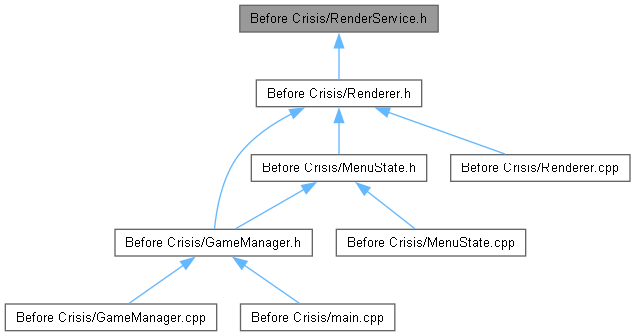 Before Crisis/RenderService.h
Before Crisis/Renderer.h
Before Crisis/MenuState.h
Before Crisis/Renderer.cpp
Before Crisis/GameManager.h
Before Crisis/MenuState.cpp
Before Crisis/GameManager.cpp
Before Crisis/main.cpp